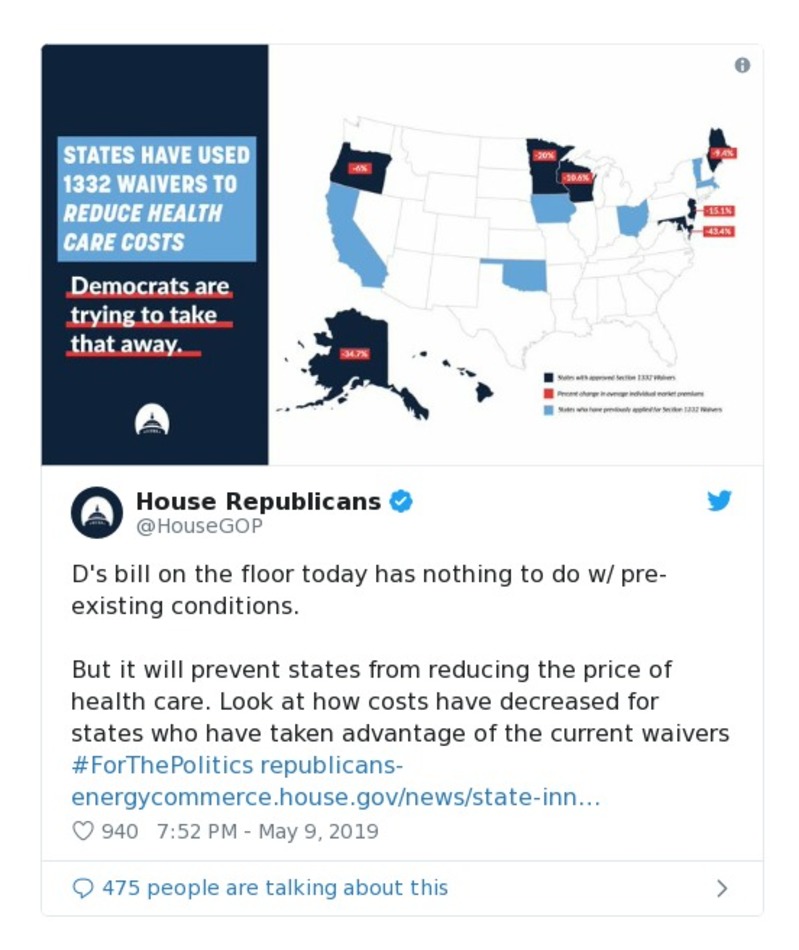 STATES HAVE USED
1332 WAIVERS TO
REDUCE HEALTH
CARE COSTS
Democrats are
trying to take
that away.
-6%
-20%
-10.6%
-9.4%
-15.1%
-43.4%
-34.7%
States with approved Section 1332 Waivers
Percent change in average individual market premiums
States who have previously applied for Section 1332 Waivers
House Republicans
@HouseGOP
D's bill on the floor today has nothing to do w/ pre-
existing conditions.
But it will prevent states from reducing the price of
health care. Look at how costs have decreased for
states who have taken advantage of the current waivers
#ForThePolitics republicans-
energycommerce.house.gov/news/state-inn…
940 7:52 PM - May 9, 2019
475 people are talking about this